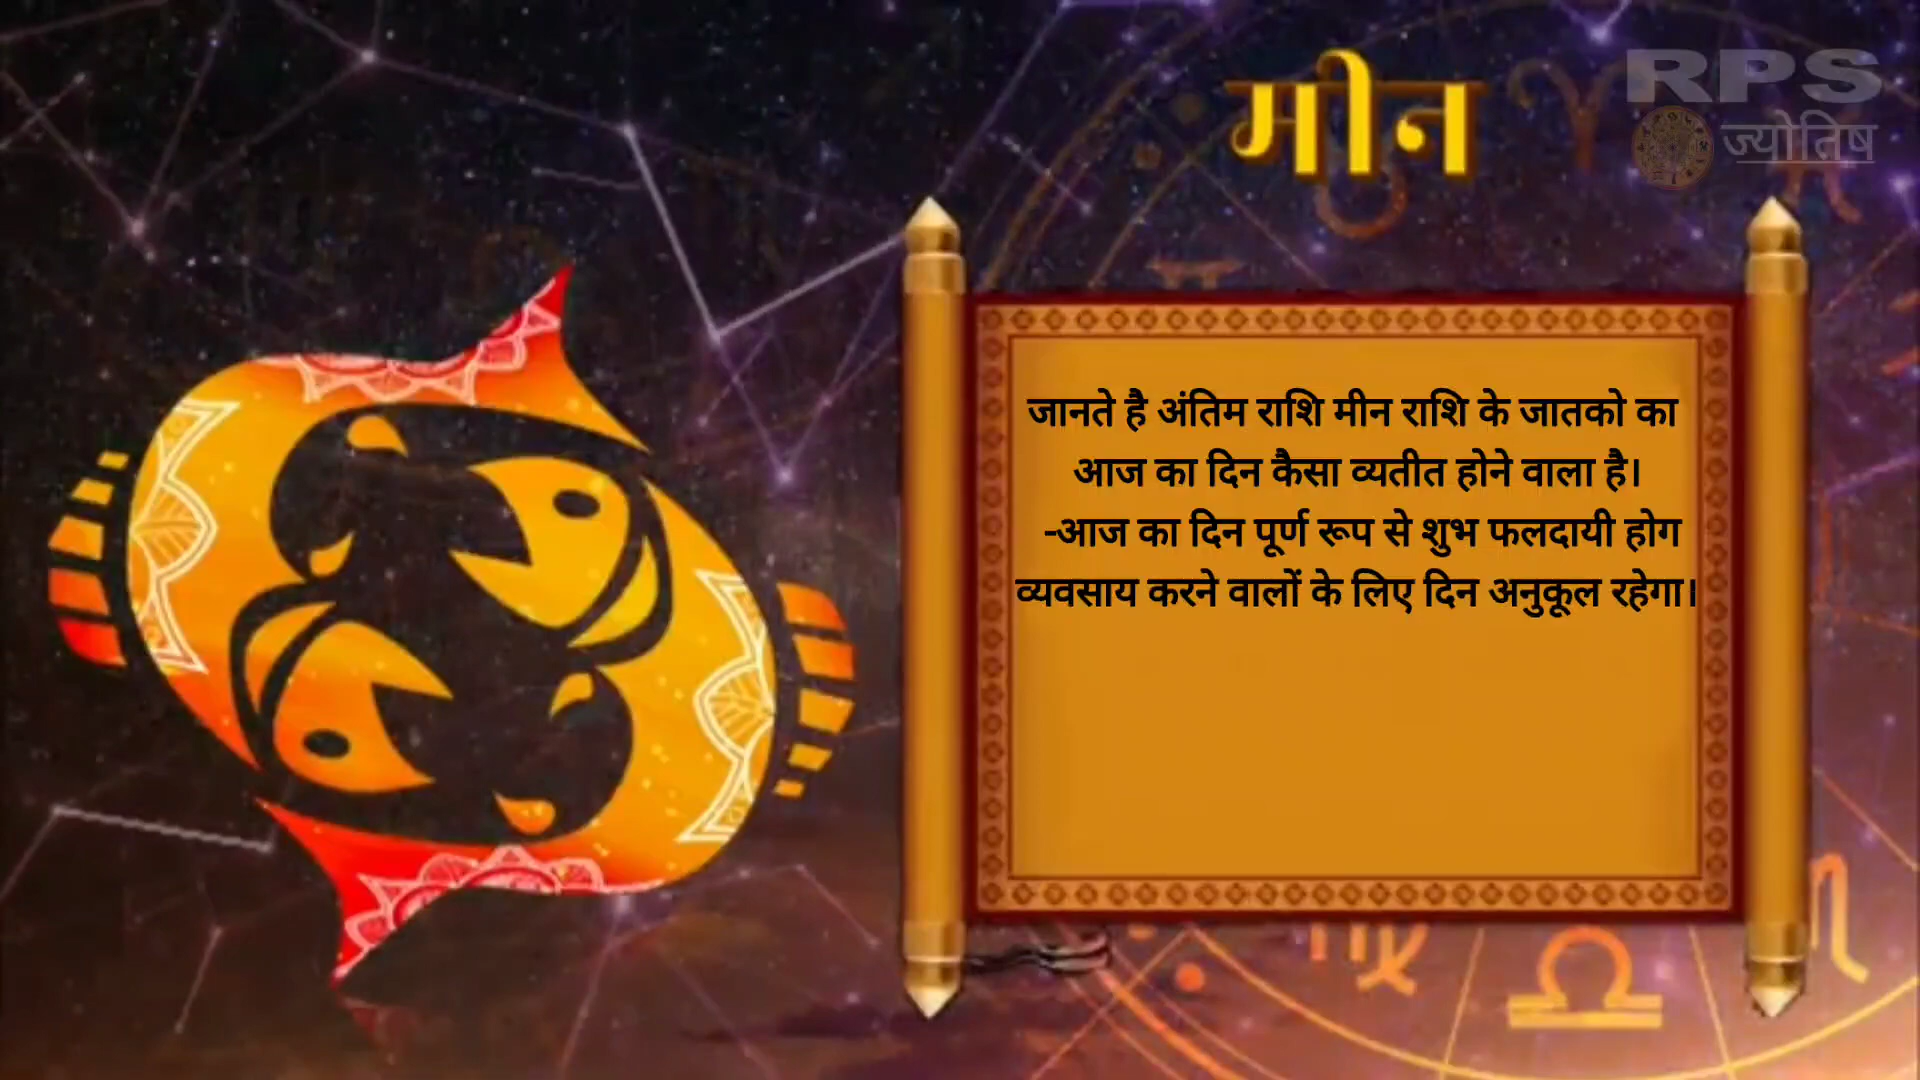 मीन
RPS
ज्योतिष
जानते है अंतिम राशि मीन राशि के जातको का
आज का दिन कैसा व्यतीत होने वाला है।
-आज का दिन पूर्ण रूप से शुभ फलदायी होग
व्यवसाय करने वालों के लिए दिन अनुकूल रहेगा।